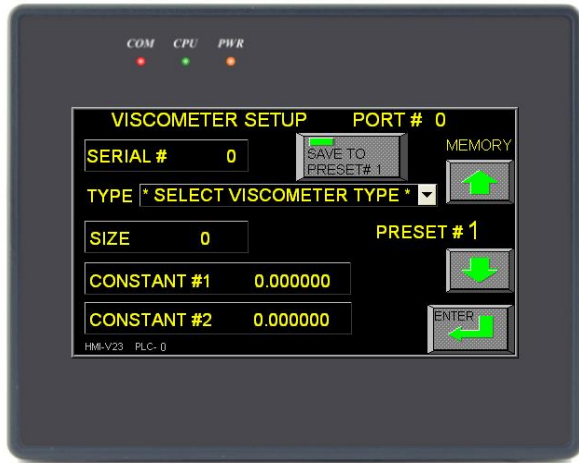 COM CPU PWR
VISCOMETER SETUP PORT # 0
SERIAL # 0
SAVE TO
PRESET# 1
MEMORY
TYPE * SELECT VISCOMETER TYPE *
SIZE 0
PRESET # 1
CONSTANT #1 0.000000
CONSTANT #2 0.000000
ENTER
HMI-V23 PLC- 0